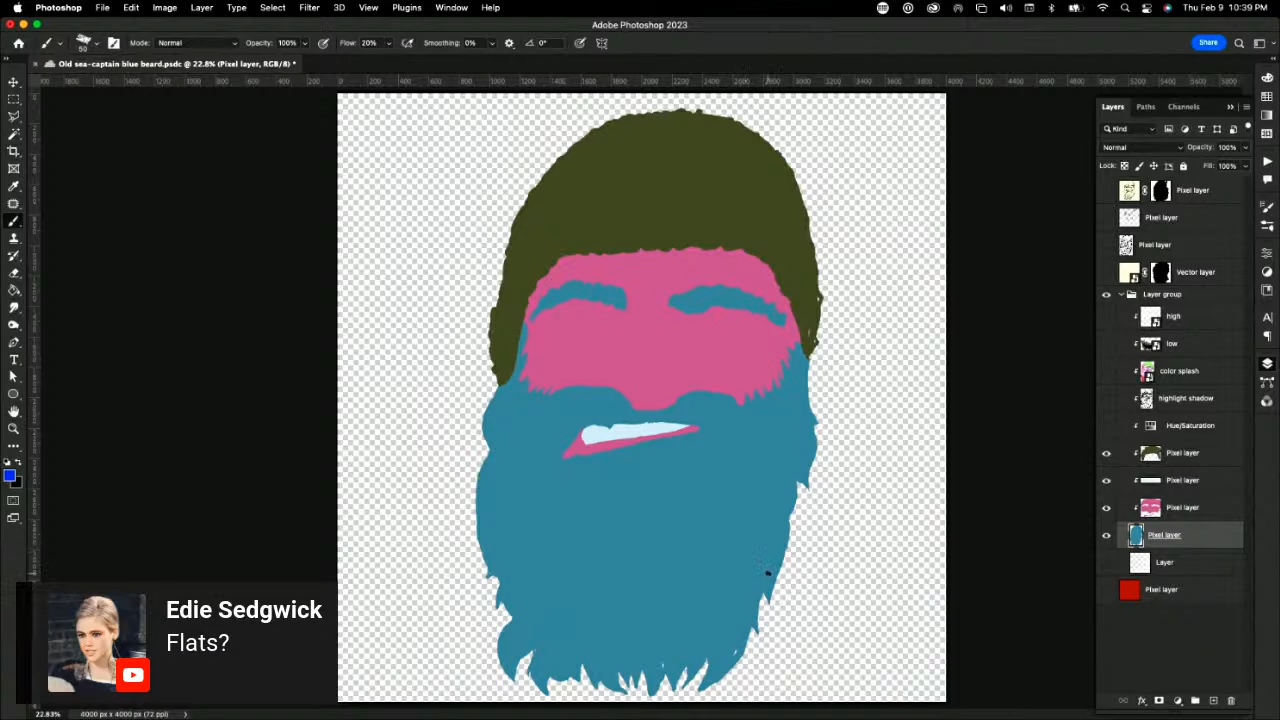 Photoshop File Edit Image Layer Type Select Filter 3D View Plugins Window Help Thu Feb 9 10:39 PM
Adobe Photoshop 2023
50 Mode: Normal Opacity: 100% Flow: 20% Smoothing: 0% 0° Share
Old sea-captain blue beard.psdc @ 22.8% (Pixel layer, RGB/8) *
Layers Paths Channels
Kind
Normal Opacity: 100%
Lock: Fill: 100%
Pixel layer
Pixel layer
Pixel layer
Vector layer
Layer group
high
low
color splash
highlight shadow
Hue/Saturation
Pixel layer
Pixel layer
Pixel layer
Pixel layer
Layer
Pixel layer
Edie Sedgwick
Flats?
22.83% 4000 px x 4000 px (72 ppi)